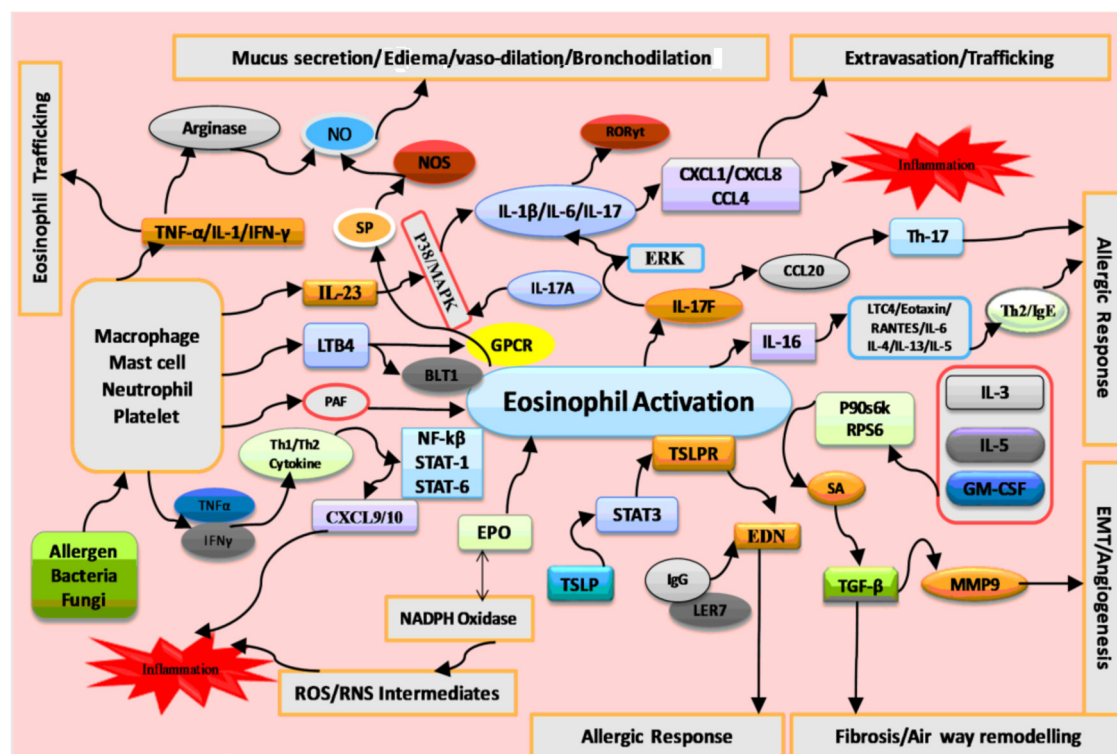 Mucus secretion/Ediema/vaso-dilation/Bronchodilation
Extravasation/Trafficking
Eosinophil Trafficking
Arginase
NO
NOS
RORyt
CXCL1/CXCL8
CCL4
Inflammation
Allergic Response
TNF-α/IL-1/IFN-γ
SP
P38/MAPK
IL-1β/IL-6/IL-17
ERK
CCL20
Th-17
IL-23
IL-17A
IL-17F
Macrophage
Mast cell
Neutrophil
Platelet
LTB4
GPCR
BLT1
IL-16
LTC4/Eotaxin/
RANTES/IL-6
IL-4/IL-13/IL-5
Th2/IgE
PAF
Eosinophil Activation
P90s6k
RPS6
IL-3
IL-5
GM-CSF
Th1/Th2
Cytokine
NF-kβ
STAT-1
STAT-6
TSLPR
SA
TNFα
IFNγ
CXCL9/10
EPO
STAT3
EDN
Allergen
Bacteria
Fungi
TSLP
IgG
LER7
TGF-β
MMP9
EMT/Angiogenesis
NADPH Oxidase
Inflammation
ROS/RNS Intermediates
Allergic Response
Fibrosis/Air way remodelling